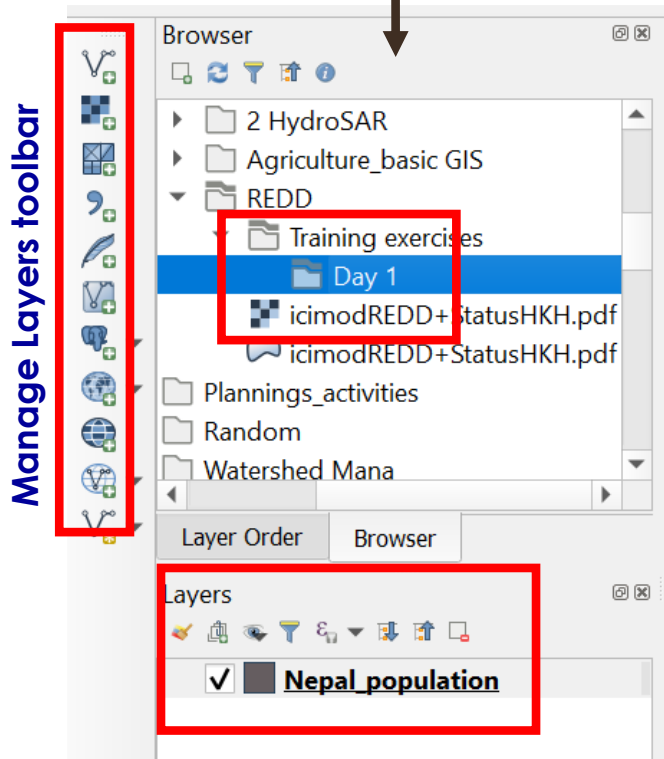 Manage Layers toolbar
Browser
2 HydroSAR
Agriculture_basic GIS
REDD
Training exercises
Day 1
icimodREDD+StatusHKH.pdf
icimodREDD+StatusHKH.pdf
Plannings_activities
Random
Watershed Mana
Layer Order Browser
Layers
Nepal_population